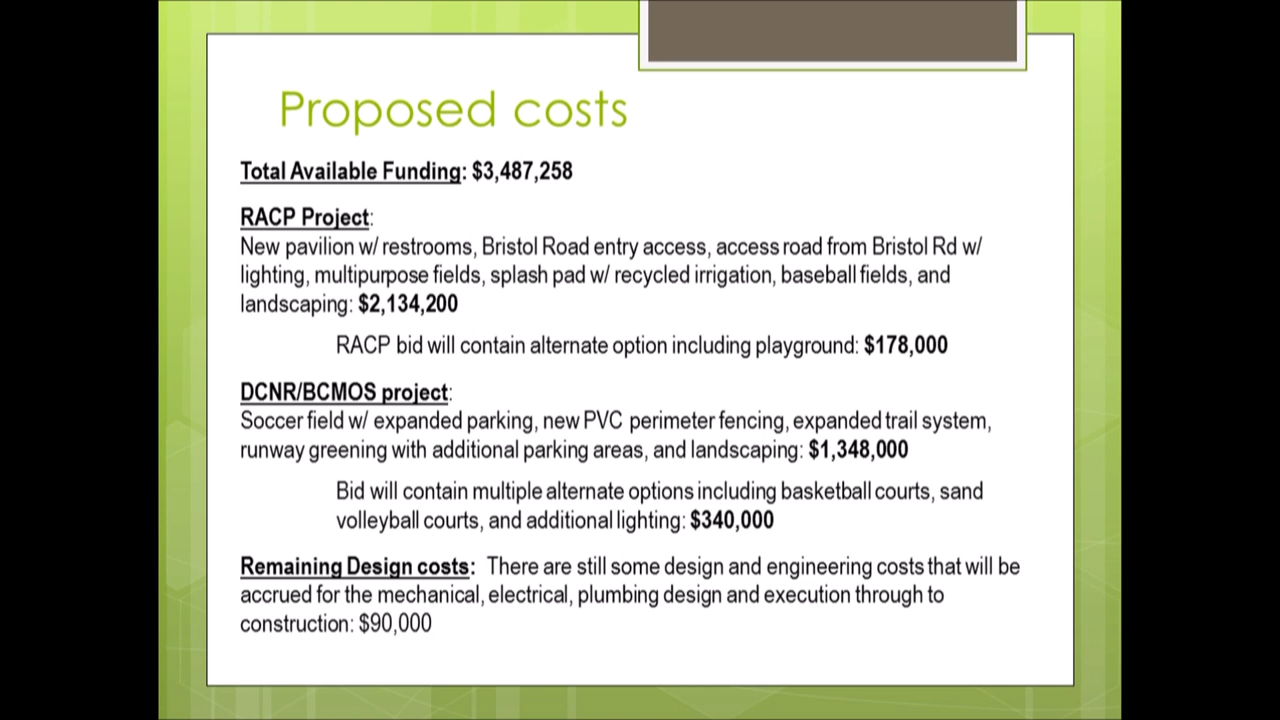 Proposed costs
Total Available Funding: $3,487,258
RACP Project:
New pavilion w/ restrooms, Bristol Road entry access, access road from Bristol Rd w/
lighting, multipurpose fields, splash pad w/ recycled irrigation, baseball fields, and
landscaping: $2,134,200
RACP bid will contain alternate option including playground: $178,000
DCNR/BCMOS project:
Soccer field w/ expanded parking, new PVC perimeter fencing, expanded trail system,
runway greening with additional parking areas, and landscaping: $1,348,000
Bid will contain multiple alternate options including basketball courts, sand
volleyball courts, and additional lighting: $340,000
Remaining Design costs: There are still some design and engineering costs that will be
accrued for the mechanical, electrical, plumbing design and execution through to
construction: $90,000